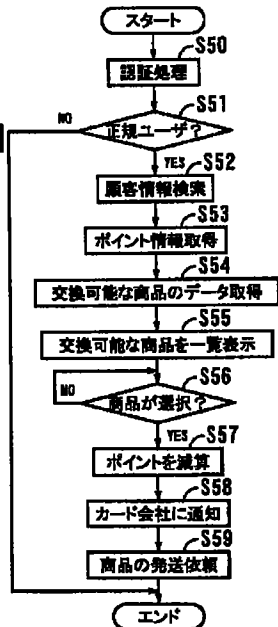 スタート
S50
認証処理
S51
正規ユーザ?
NO
YES
S52
顧客情報検索
S53
ポイント情報取得
S54
交換可能な商品のデータ取得
S55
交換可能な商品を一覧表示
S56
商品が選択?
NO
YES
S57
ポイントを減算
S58
カード会社に通知
S59
商品の発送依頼
エンド